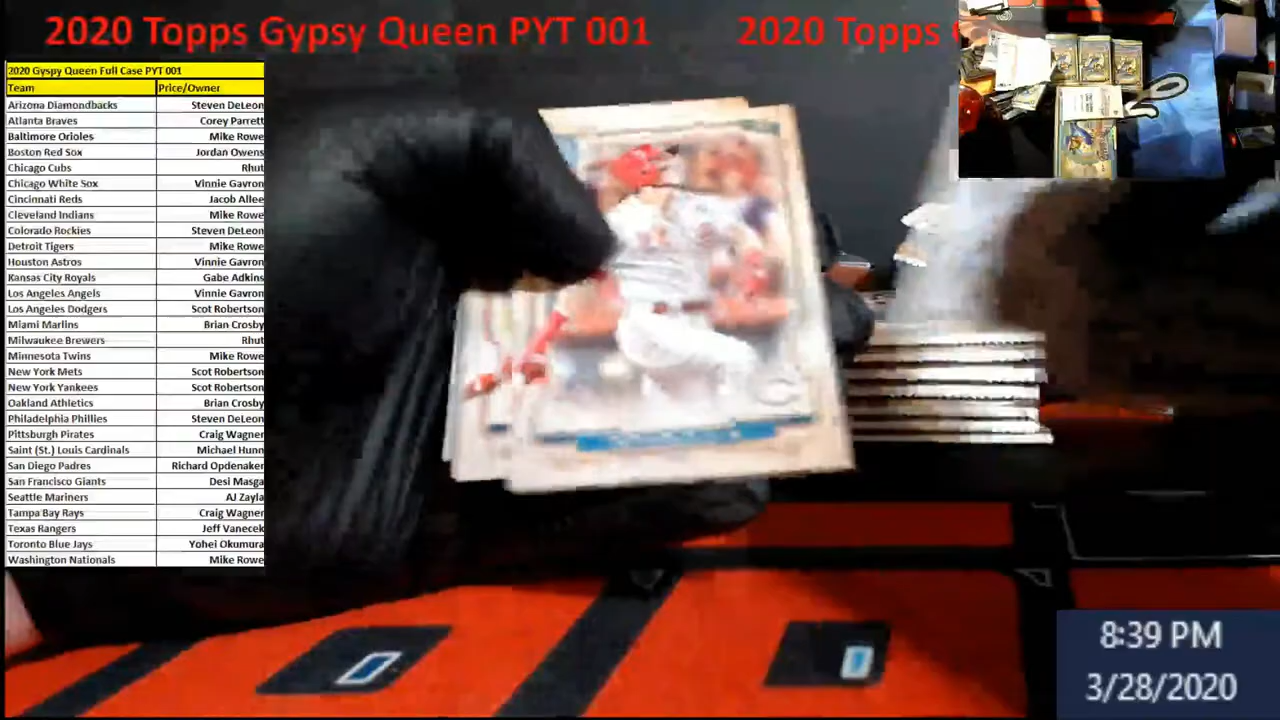 2020 Topps Gypsy Queen PYT 001 2020 Topps
2020 Gyspy Queen Full Case PYT 001
Team Price/Owner
Arizona Diamondbacks Steven DeLeon
Atlanta Braves Corey Parrett
Baltimore Orioles Mike Rowe
Boston Red Sox Jordan Owens
Chicago Cubs Rhut
Chicago White Sox Vinnie Gavron
Cincinnati Reds Jacob Allee
Cleveland Indians Mike Rowe
Colorado Rockies Steven DeLeon
Detroit Tigers Mike Rowe
Houston Astros Vinnie Gavron
Kansas City Royals Gabe Adkins
Los Angeles Angels Vinnie Gavron
Los Angeles Dodgers Scot Robertson
Miami Marlins Brian Crosby
Milwaukee Brewers Rhut
Minnesota Twins Mike Rowe
New York Mets Scot Robertson
New York Yankees Scot Robertson
Oakland Athletics Brian Crosby
Philadelphia Phillies Steven DeLeon
Pittsburgh Pirates Craig Wagner
Saint (St.) Louis Cardinals Michael Hunn
San Diego Padres Richard Opdenaker
San Francisco Giants Desi Masga
Seattle Mariners AJ Zayla
Tampa Bay Rays Craig Wagner
Texas Rangers Jeff Vanecek
Toronto Blue Jays Yohei Okumura
Washington Nationals Mike Rowe
8:39 PM
3/28/2020